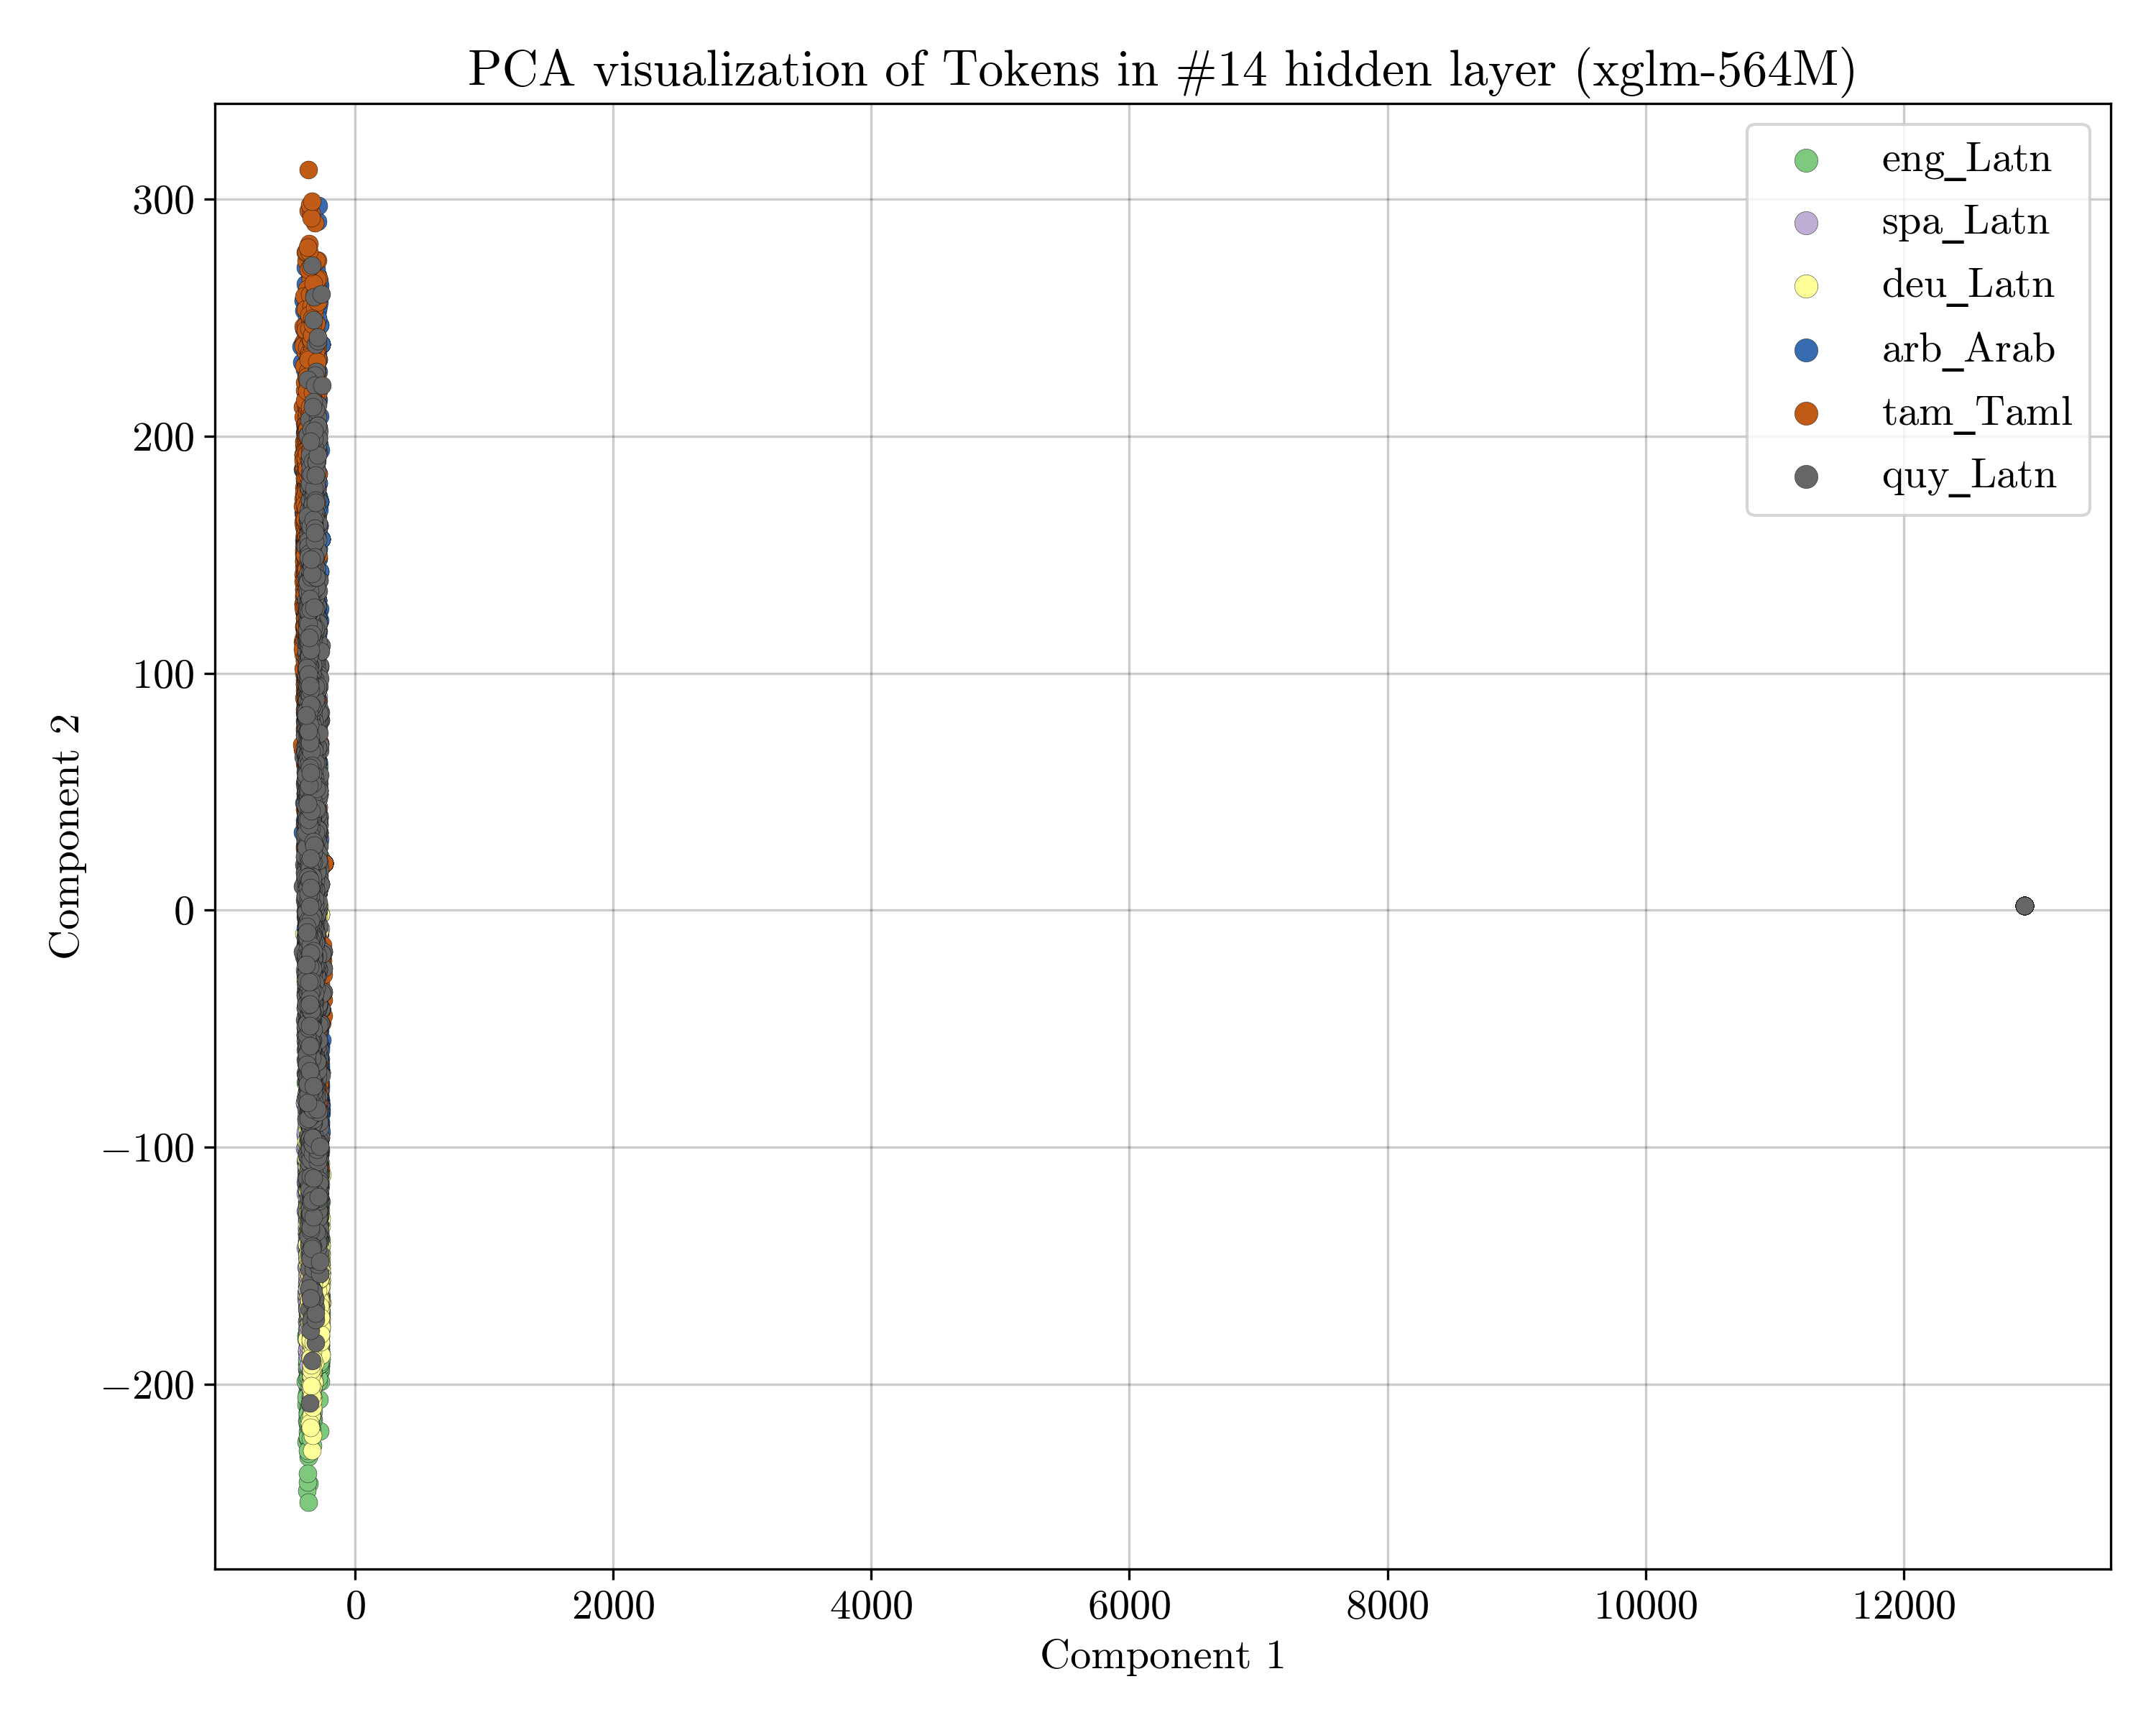 PCA visualization of Tokens in #14 hidden layer (xglm-564M)
eng_Latn
spa_Latn
deu_Latn
arb_Arab
tam_Taml
quy_Latn
300
200
100
0
−100
−200
Component 2
0 2000 4000 6000 8000 10000 12000
Component 1